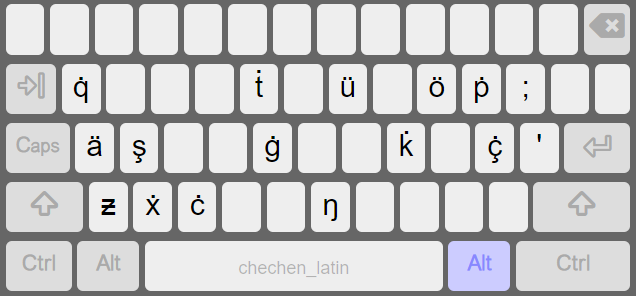 q̇ ṫ ü ö ṗ ;
Caps ä ş ġ k̇ ç̇ '
ƶ ẋ ċ ŋ
Ctrl Alt chechen_latin Alt Ctrl